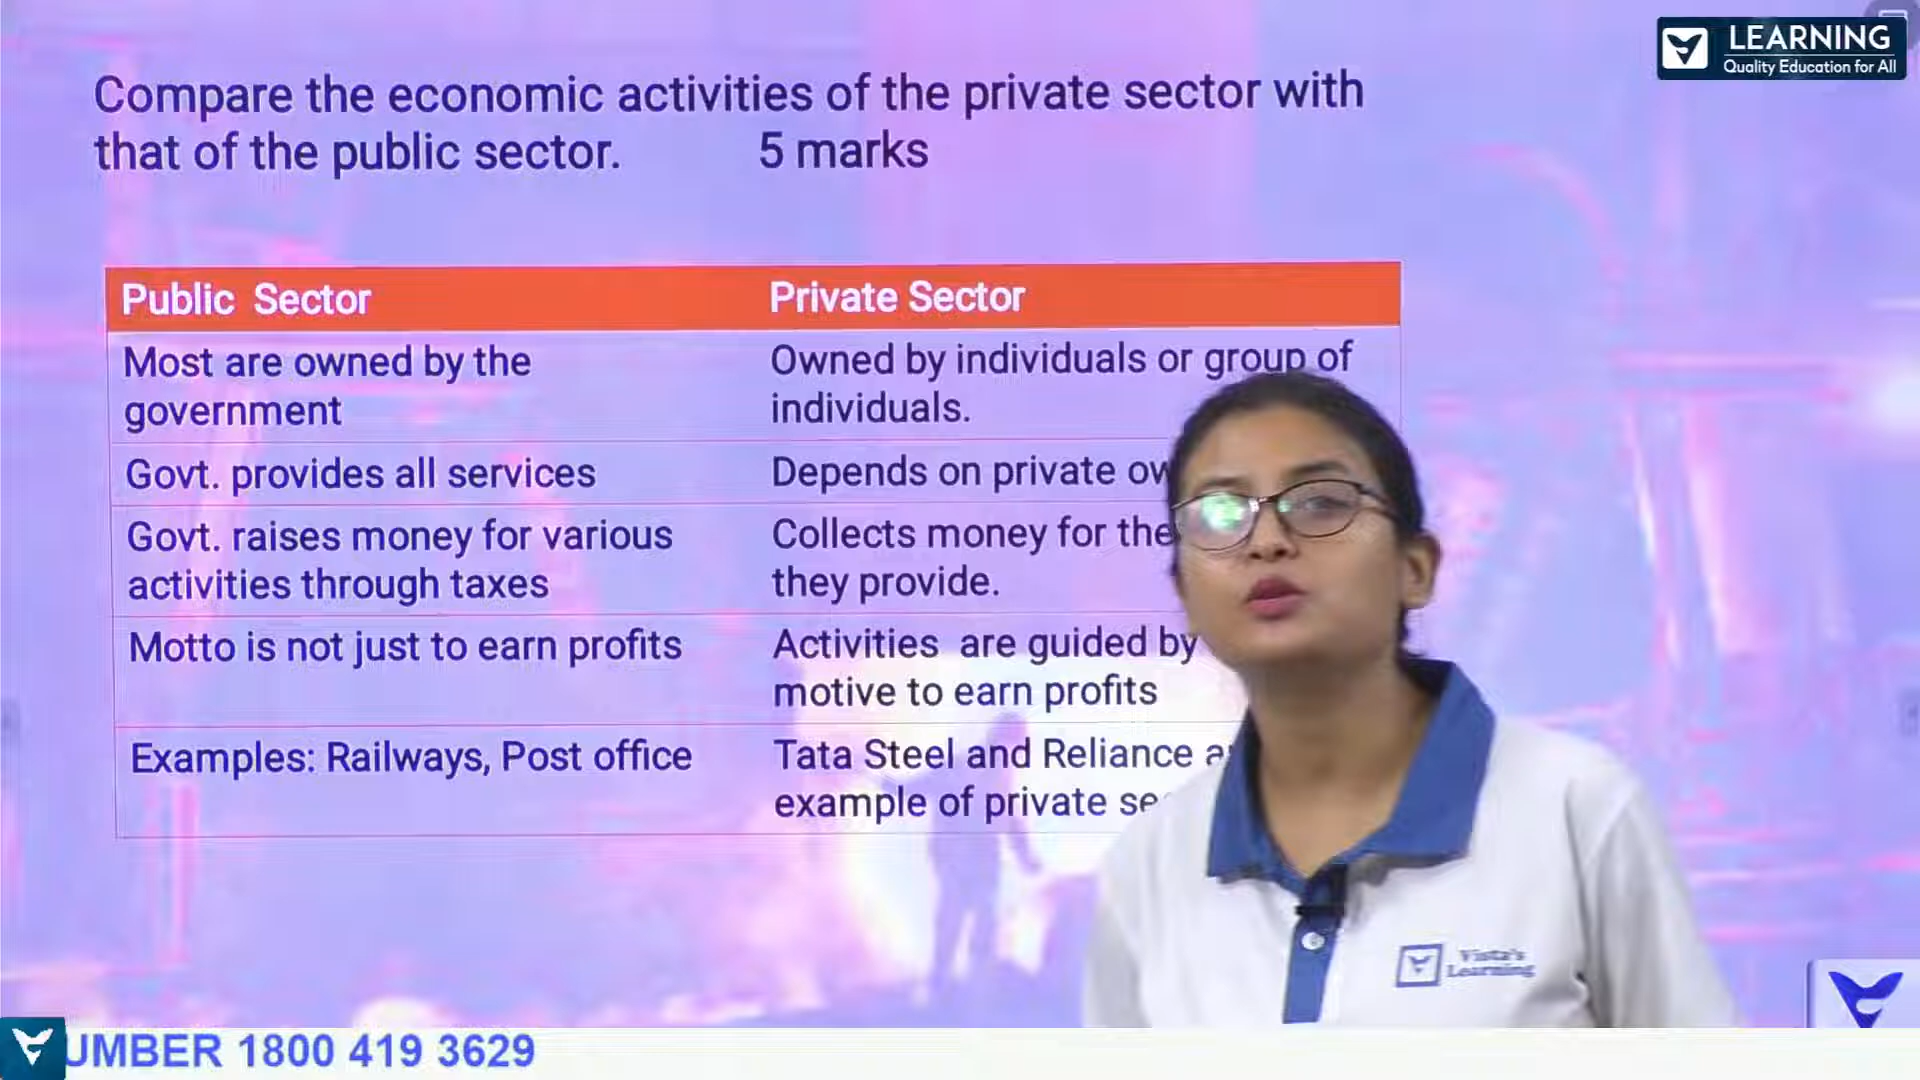 LEARNING
Quality Education for All
Compare the economic activities of the private sector with
that of the public sector. 5 marks
Public Sector Private Sector
Most are owned by the
government
Owned by individuals or group of
individuals.
Govt. provides all services
Depends on private
Govt. raises money for various
activities through taxes
Collects money for the
they provide.
Motto is not just to earn profits
Activities are guided by
motive to earn profits
Examples: Railways, Post office
Tata Steel and Reliance
example of private
Vista's
Learning
UMBER 1800 419 3629